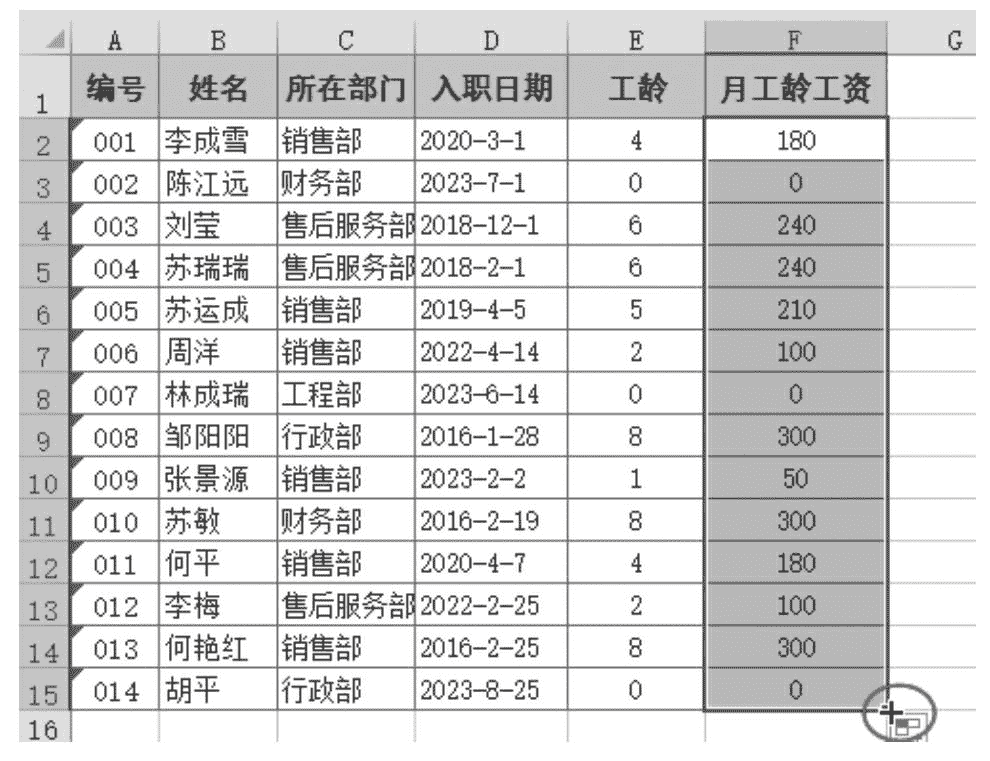 A B C D E F G
1 编号 姓名 所在部门 入职日期 工龄 月工龄工资
2 001 李成雪 销售部 2020-3-1 4 180
3 002 陈江远 财务部 2023-7-1 0 0
4 003 刘莹 售后服务部 2018-12-1 6 240
5 004 苏瑞瑞 售后服务部 2018-2-1 6 240
6 005 苏运成 销售部 2019-4-5 5 210
7 006 周洋 销售部 2022-4-14 2 100
8 007 林成瑞 工程部 2023-6-14 0 0
9 008 邹阳阳 行政部 2016-1-28 8 300
10 009 张景源 销售部 2023-2-2 1 50
11 010 苏敏 财务部 2016-2-19 8 300
12 011 何平 销售部 2020-4-7 4 180
13 012 李梅 售后服务部 2022-2-25 2 100
14 013 何艳红 销售部 2016-2-25 8 300
15 014 胡平 行政部 2023-8-25 0 0
16